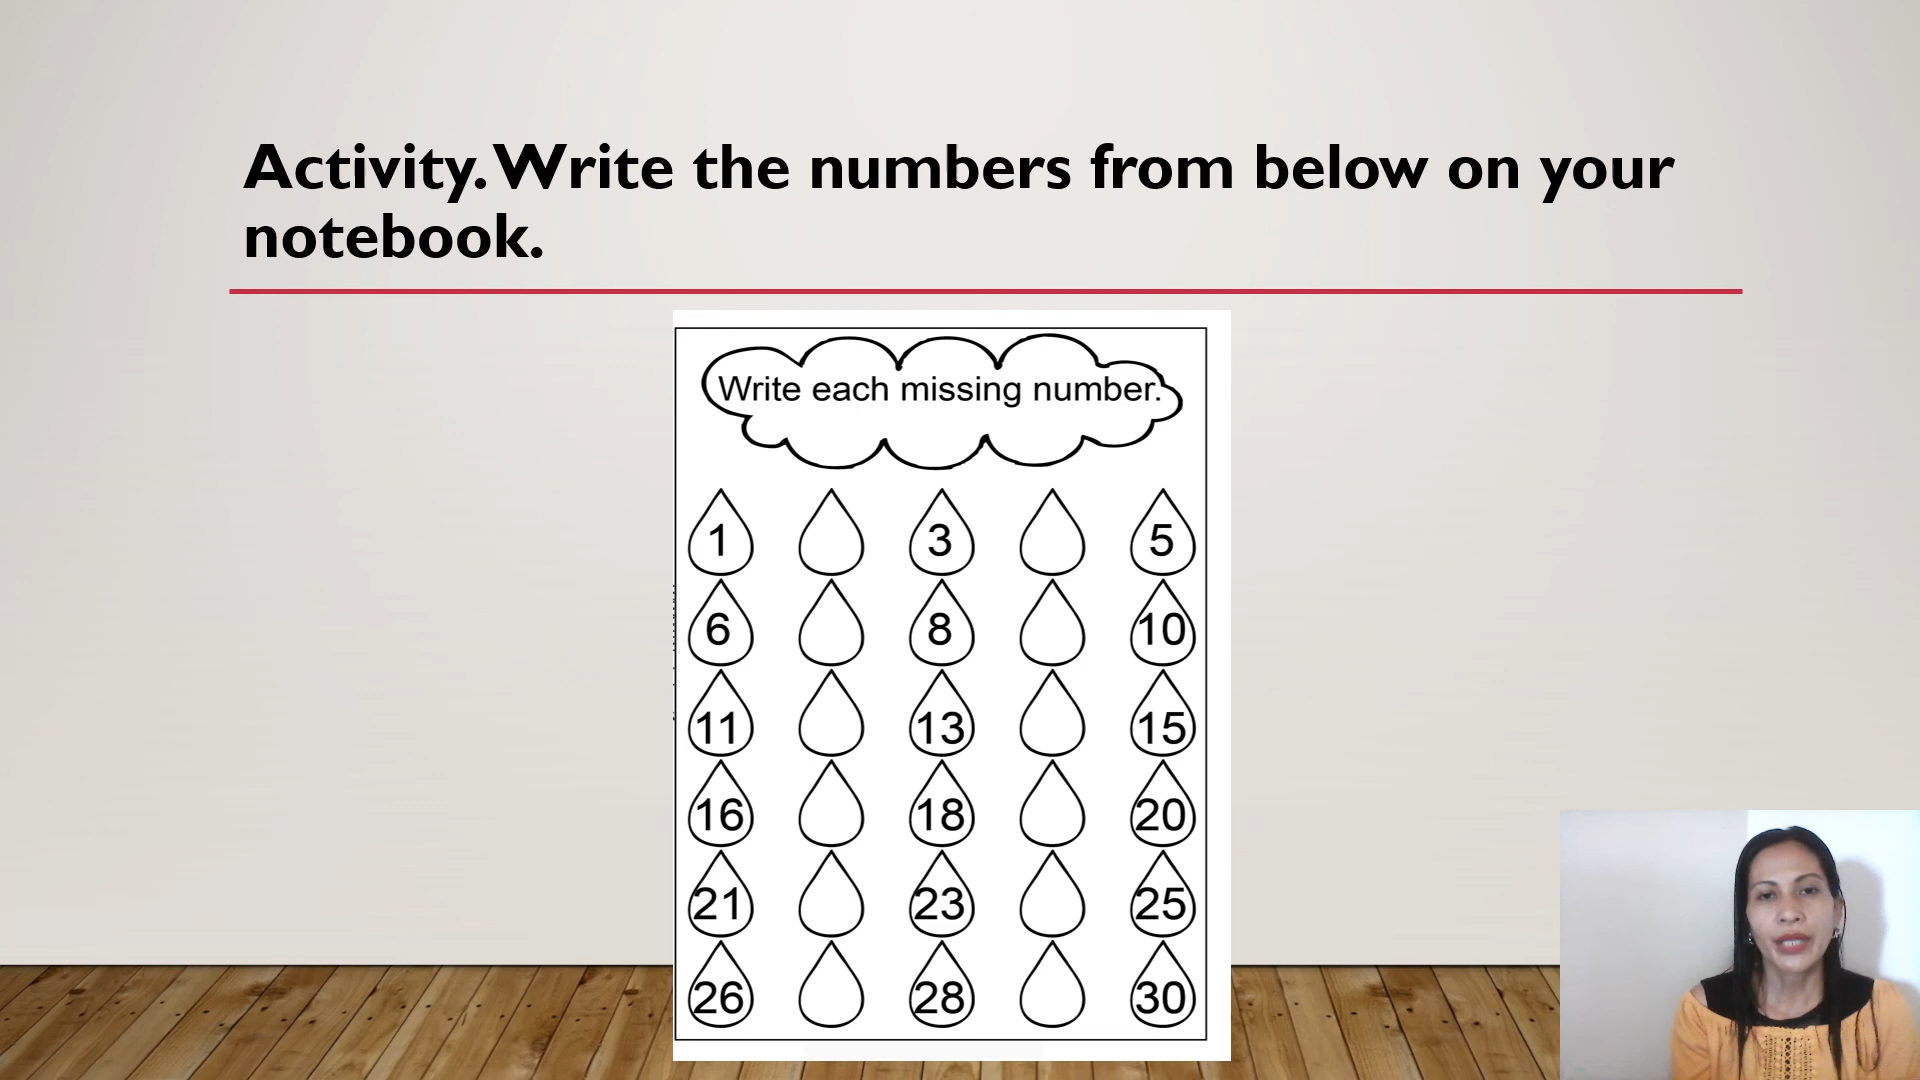 Activity. Write the numbers from below on your
notebook.
Write each missing number.
1 3 5
6 8 10
11 13 15
16 18 20
21 23 25
26 28 30